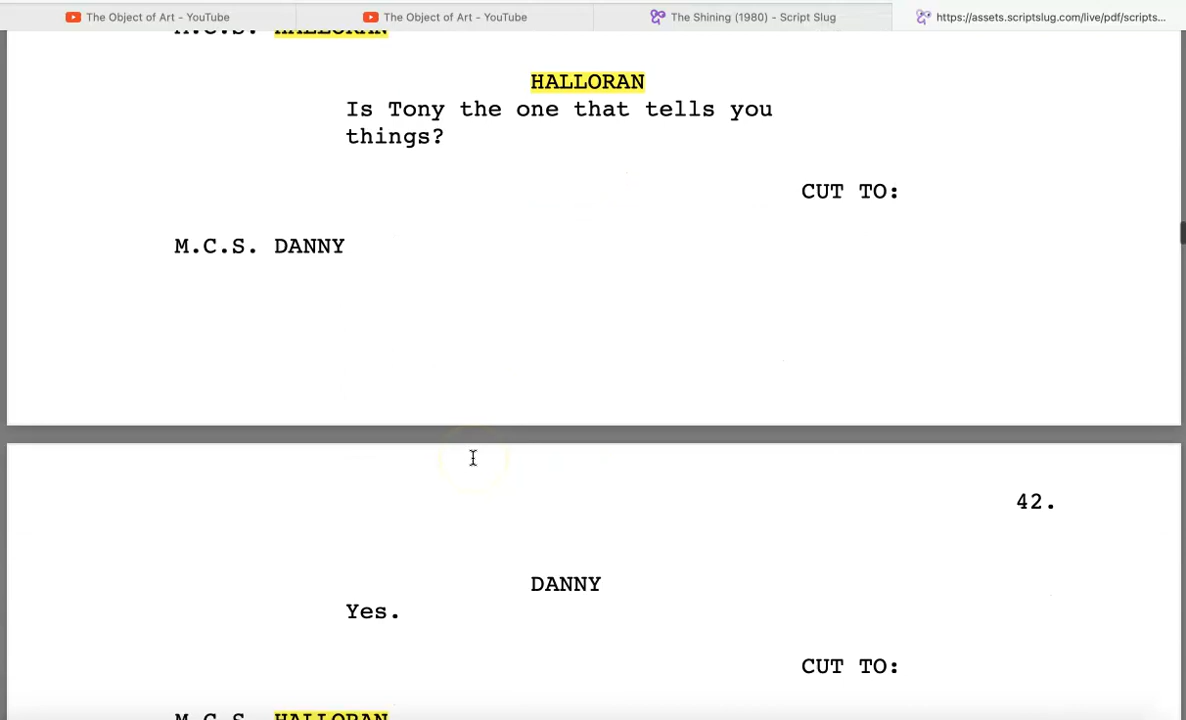 The Object of Art - YouTube
The Object of Art - YouTube
The Shining (1980) - Script Slug
https://assets.scriptslug.com/live/pdf/scripts...
M.C.S. HALLORAN
HALLORAN
Is Tony the one that tells you
things?
CUT TO:
M.C.S. DANNY
42.
DANNY
Yes.
CUT TO:
M.C.S. HALLORAN